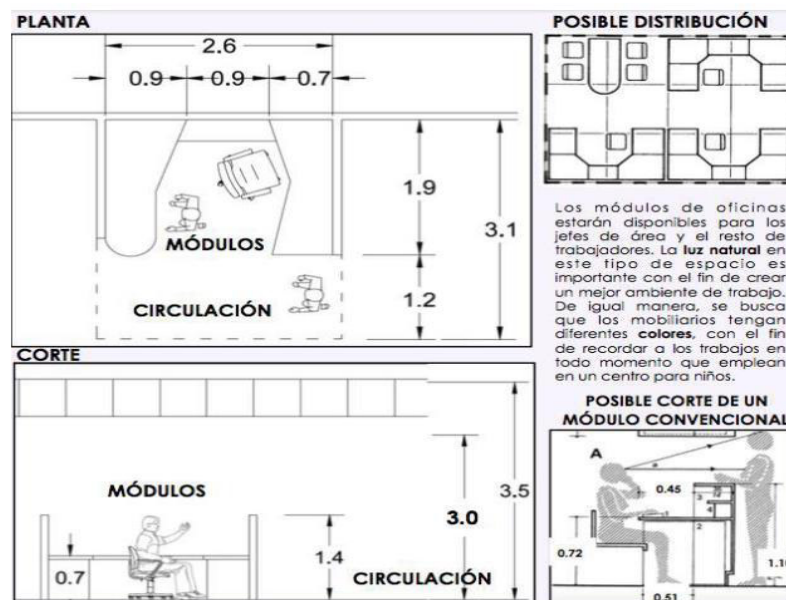 PLANTA
2.6
0.9 0.9 0.7
1.9
3.1
MÓDULOS
1.2
CIRCULACIÓN
POSIBLE DISTRIBUCIÓN
Los módulos de oficinas
estarán disponibles para los
jefes de área y el resto de
trabajadores. La luz natural en
este tipo de espacio es
importante con el fin de crear
un mejor ambiente de trabajo.
De igual manera, se busca
que los mobiliarios tengan
diferentes colores, con el fin
de recordar a los trabajos en
todo momento que emplean
en un centro para niños.
CORTE
MÓDULOS
3.5
3.0
1.4
0.7
CIRCULACIÓN
POSIBLE CORTE DE UN
MÓDULO CONVENCIONAL
A
0.45
3
4
2
0.72
0.51